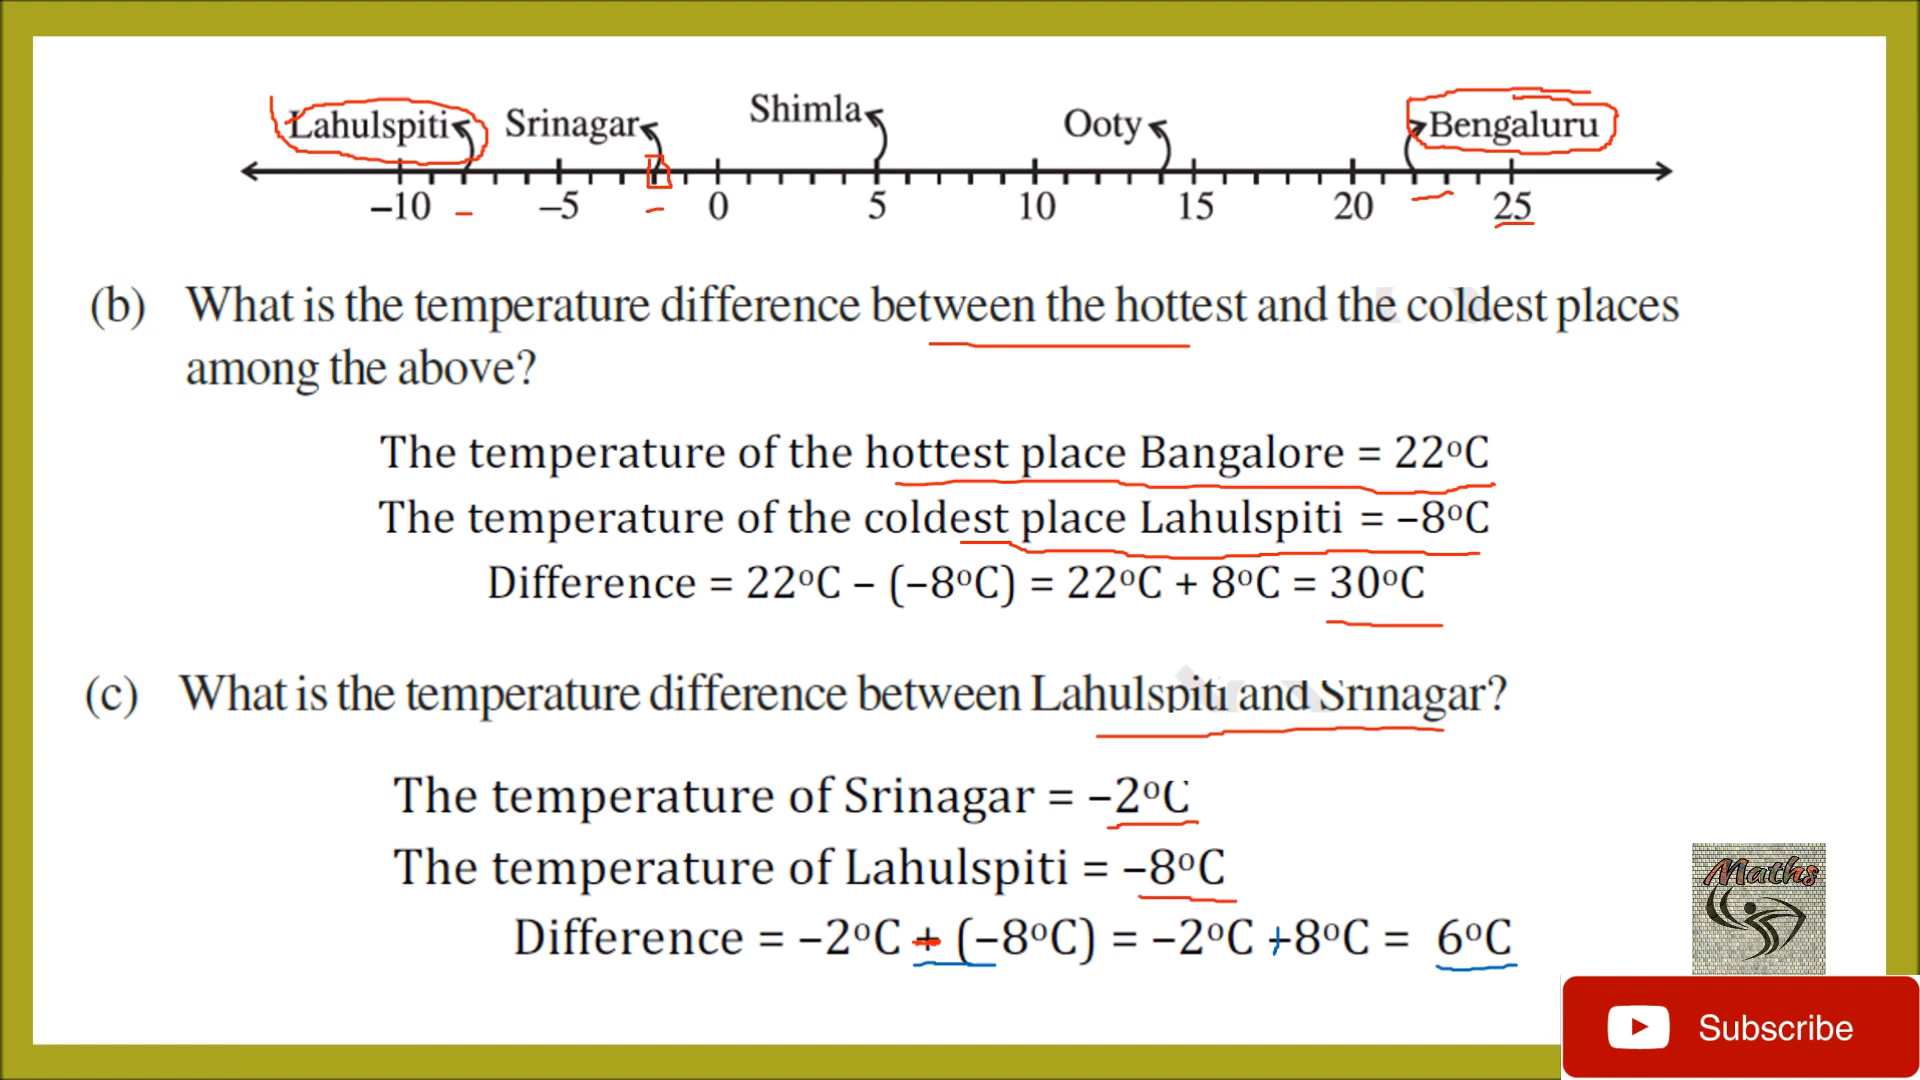 Lahulspiti Srinagar Shimla Ooty Bengaluru
–10 –5 0 5 10 15 20 25
(b) What is the temperature difference between the hottest and the coldest places
among the above?
The temperature of the hottest place Bangalore = 22°C
The temperature of the coldest place Lahulspiti = –8°C
Difference = 22°C – (–8°C) = 22°C + 8°C = 30°C
(c) What is the temperature difference between Lahulspiti and Srinagar?
The temperature of Srinagar = –2°C
The temperature of Lahulspiti = –8°C
Difference = –2°C + (–8°C) = –2°C +8°C = 6°C
Maths
Subscribe